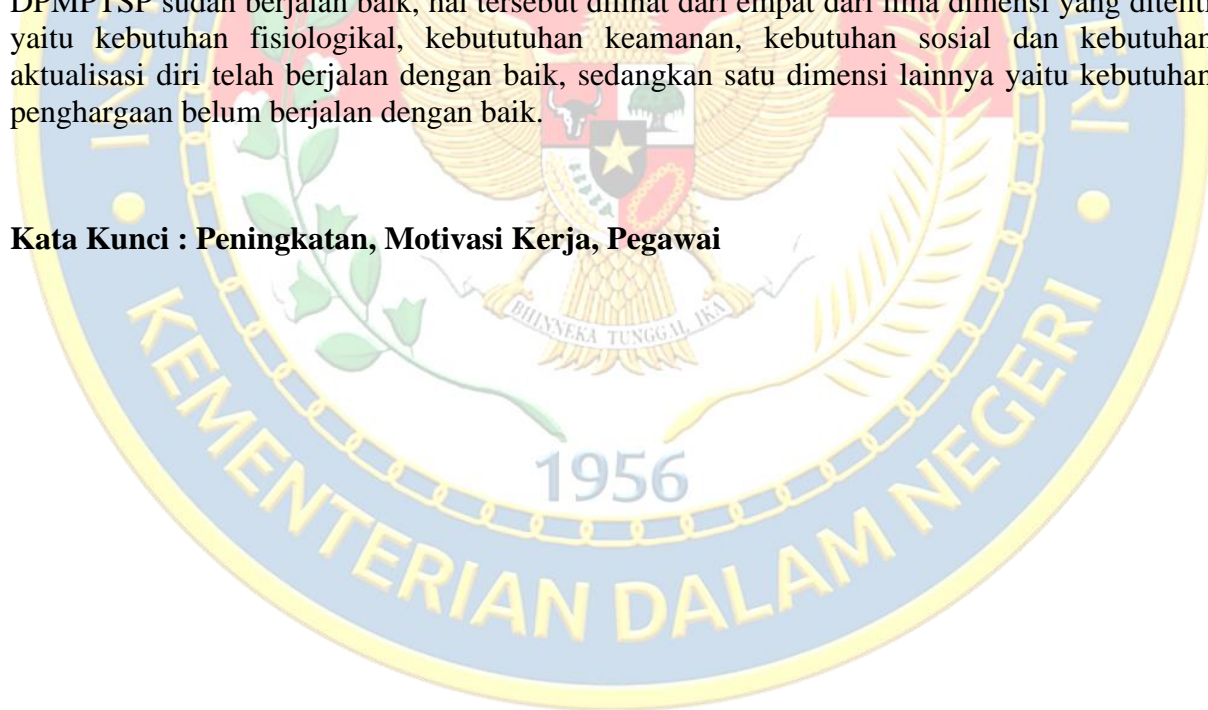 DPMPTSP sudah berjalan baik, hal tersebut dilihat dari empat dari lima dimensi yang diteliti
yaitu kebutuhan fisiologikal, kebututuhan keamanan, kebutuhan sosial dan kebutuhan
aktualisasi diri telah berjalan dengan baik, sedangkan satu dimensi lainnya yaitu kebutuhan
penghargaan belum berjalan dengan baik.
Kata Kunci : Peningkatan, Motivasi Kerja, Pegawai
BHINNEKA TUNGGAL IKA
1956
KEMENTERIAN DALAM NEGERI